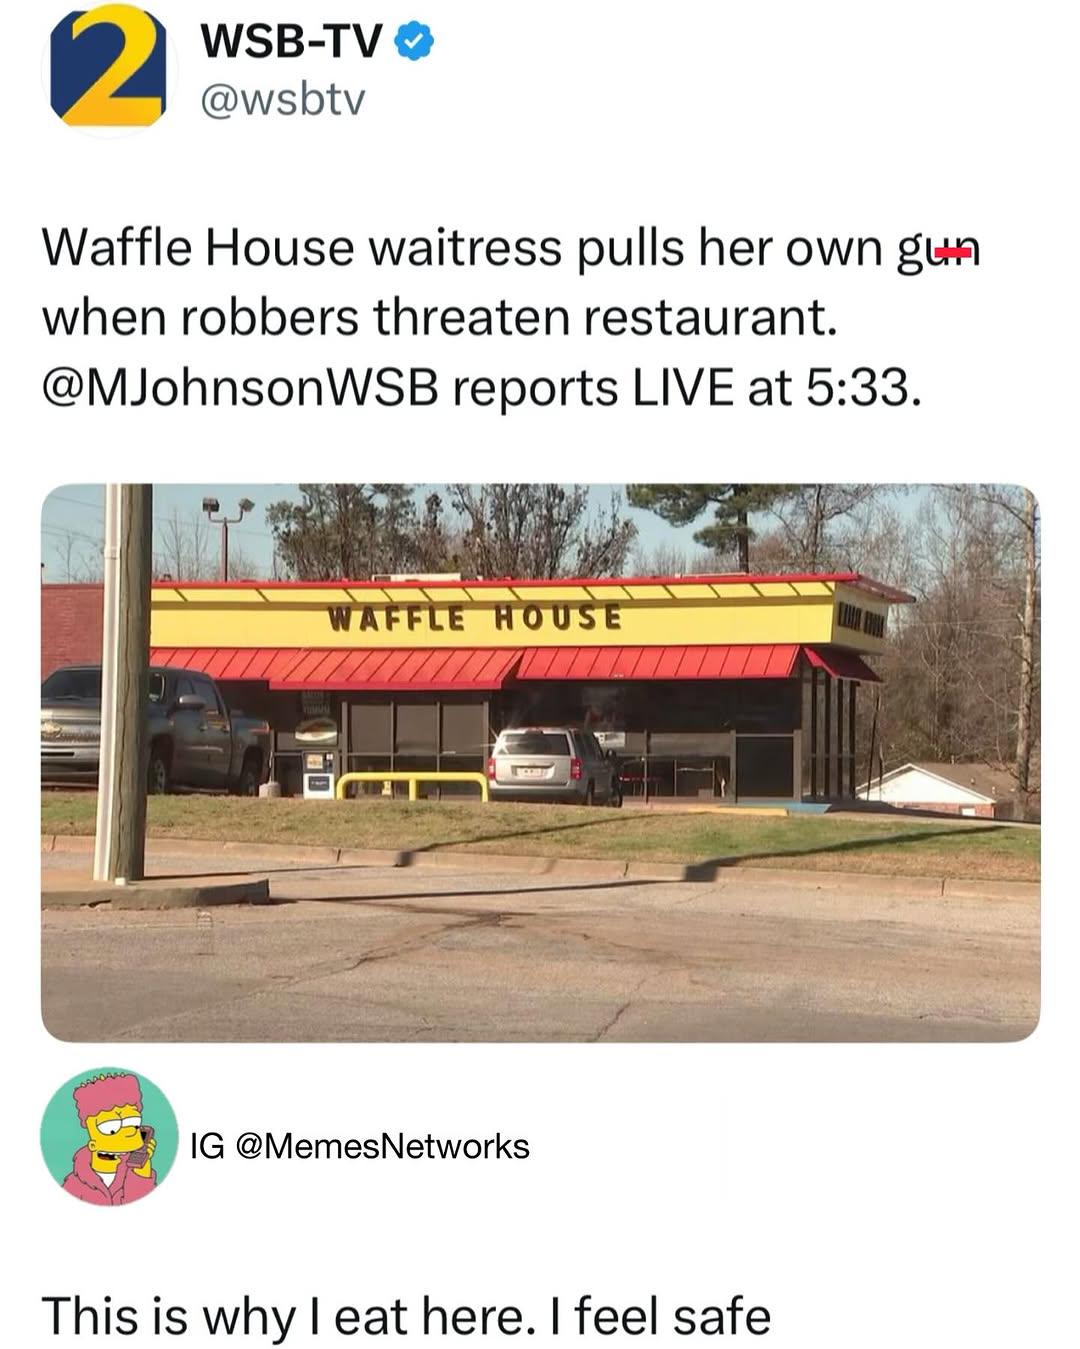 2
WSB-TV
@wsbtv
Waffle House waitress pulls her own gun
when robbers threaten restaurant.
@MJohnsonWSB reports LIVE at 5:33.
WAFFLE HOUSE
IG @MemesNetworks
This is why I eat here. I feel safe